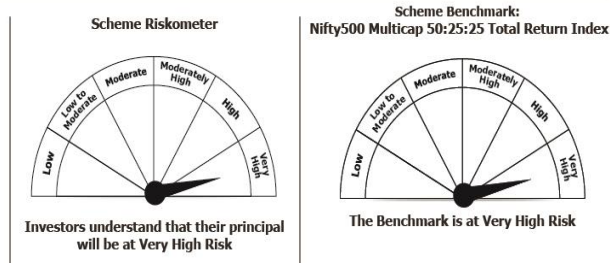 Scheme Riskometer
Low
Low to
Moderate
Moderate
Moderately
High
High
Very
High
Investors understand that their principal
will be at Very High Risk
Scheme Benchmark:
Nifty500 Multicap 50:25:25 Total Return Index
Low
Low to
Moderate
Moderate
Moderately
High
High
Very
High
The Benchmark is at Very High Risk